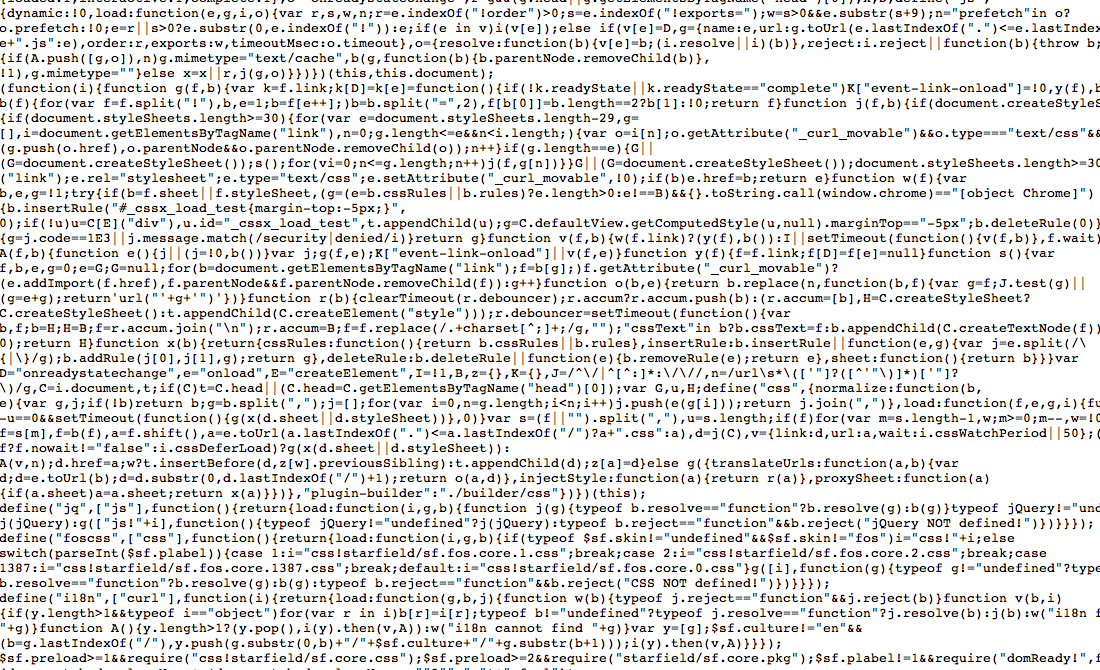 {dynamic:!0,load:function(e,g,i,o){var r,s,w,n;r=e.indexOf("!order")>0;s=e.indexOf("!exports=");w=s>0&&e.substr(s+9);n="prefetch"in o?
o.prefetch:!0;e=r||s>0?e.substr(0,e.indexOf("!")):e;if(e in v)i(v[e]);else if(v[e]=D,g={name:e,url:g.toUrl(e.lastIndexOf(".")<=e.lastIndex
e+".js":e),order:r,exports:w,timeoutMsec:o.timeout},o={resolve:function(b){v[e]=b;(i.resolve||i)(b)},reject:i.reject||function(b){throw b;
{if(A.push([g,o]),n)g.mimetype="text/cache",b(g,function(b){b.parentNode.removeChild(b)},
!1),g.mimetype=""}else x=x||r,j(g,o)}})})(this,this.document);
(function(i){function g(f,b){var k=f.link;k[D]=k[e]=function(){if(!k.readyState||k.readyState=="complete")K["event-link-onload"]=!0,y(f),b
b(f){for(var f=f.split("!"),b,e=1;b=f[e++];)b=b.split("=",2),f[b[0]]=b.length==2?b[1]:!0;return f}function j(f,b){if(document.createStyleS
{if(document.styleSheets.length>=30){for(var e=document.styleSheets.length-29,g=
[],i=document.getElementsByTagName("link"),n=0;g.length<=e&&n<i.length;){var o=i[n];o.getAttribute("_curl_movable")&&o.type==="text/css"&&
(g.push(o.href),o.parentNode&&o.parentNode.removeChild(o));n++}if(g.length==e){G||
(G=document.createStyleSheet());s();for(vi=0;n<=g.length;n++)j(f,g[n])}}G||(G=document.createStyleSheets());document.styleSheets.length>=30
("link");e.rel="stylesheet";e.type="text/css";e.setAttribute("_curl_movable",!0);if(b)e.href=b;return e}function w(f){var
b,e,g=!1;try{if(b=f.sheet||f.styleSheet,(g=(e=b.cssRules||b.rules)?e.length>0:e!==B)&&{}.toString.call(window.chrome)=="[object Chrome]")
{b.insertRule("#_cssx_load_test{margin-top:-5px;}",
0);if(!u)u=C[E]("div"),u.id="_cssx_load_test",t.appendChild(u);g=C.defaultView.getComputedStyle(u,null).marginTop=="-5px";b.deleteRule(0)}
{g=j.code==1E3||j.message.match(/security|denied/i)}return g}function v(f,b){w(f.link)?(y(f),b()):I||setTimeout(function(){v(f,b)},f.wait)
A(f,b){function e(){j||(j=!0,b())}var j;g(f,e);K["event-link-onload"]||v(f,e)}function y(f){f=f.link;f[D]=f[e]=null}function s(){var
f,b,e,g=0;e=G;G=null;for(b=document.getElementsByTagName("link");f=b[g];)f.getAttribute("_curl_movable")?
(e.addImport(f.href),f.parentNode&&f.parentNode.removeChild(f)):g++}function o(b,e){return b.replace(n,function(b,f){var g=f;J.test(g)||
(g=e+g);return'url("'+g+'")'})}function r(b){clearTimeout(r.debouncer);r.accum?r.accum.push(b):(r.accum=[b],H=C.createStyleSheet?
C.createStyleSheet():t.appendChild(C.createElement("style")));r.debouncer=setTimeout(function(){var
b,f;b=H;H=B;f=r.accum.join("\n");r.accum=B;f=f.replace(/.+charset[^;]+;/g,"");"cssText"in b?b.cssText=f:b.appendChild(C.createTextNode(f))
0);return H}function x(b){return{cssRules:function(){return b.cssRules||b.rules},insertRule:b.insertRule||function(e,g){var j=e.split(/\
{|\}/g);b.addRule(j[0],j[1],g);return g},deleteRule:b.deleteRule||function(e){b.removeRule(e);return e},sheet:function(){return b}}}var
D="onreadystatechange",e="onload",E="createElement",I=!1,B,z={},K={},J=/^\/|^[^:]*:\/\//,n=/url\s*\(['"]?([^'"\)]*)['"]?
\)/g,C=i.document,t;if(C)t=C.head||(C.head=C.getElementsByTagName("head")[0]);var G,u,H;define("css",{normalize:function(b,
e){var g,j;if(!b)return b;g=b.split(",");j=[];for(var i=0,n=g.length;i<n;i++)j.push(e(g[i]));return j.join(",")},load:function(f,e,g,i){fu
-u==0&&setTimeout(function(){g(x(d.sheet||d.styleSheet))},0)}var s=(f||"").split(","),u=s.length;if(f)for(var m=s.length-1,w;m>=0;m--,w=!0
f=s[m],f=b(f),a=f.shift(),a=e.toUrl(a.lastIndexOf(".")<=a.lastIndexOf("/")?a+".css":a),d=j(C),v={link:d,url:a,wait:i.cssWatchPeriod||50};(
f?f.nowait!="false":i.cssDeferLoad)?g(x(d.sheet||d.styleSheet)):
A(v,n);d.href=a;w?t.insertBefore(d,z[w].previousSibling):t.appendChild(d);z[a]=d}else g({translateUrls:function(a,b){var
d;d=e.toUrl(b);d=d.substr(0,d.lastIndexOf("/")+1);return o(a,d)},injectStyle:function(a){return r(a)},proxySheet:function(a)
{if(a.sheet)a=a.sheet;return x(a)}})},"plugin-builder":"./builder/css"})})(this);
define("jq",["js"],function(){return{load:function(i,g,b){function j(g){typeof b.resolve=="function"?b.resolve(g):b(g)}typeof jQuery!="und
j(jQuery):g(["js!"+i],function(){typeof jQuery!="undefined"?j(jQuery):typeof b.reject=="function"&&b.reject("jQuery NOT defined!")})}}});
define("foscss",["css"],function(){return{load:function(i,g,b){if(typeof $sf.skin!="undefined"&&$sf.skin!="fos")i="css!"+i;else
switch(parseInt($sf.plabel)){case 1:i="css!starfield/sf.fos.core.1.css";break;case 2:i="css!starfield/sf.fos.core.2.css";break;case
1387:i="css!starfield/sf.fos.core.1387.css";break;default:i="css!starfield/sf.fos.core.0.css"}g([i],function(g){typeof g!="undefined"?type
b.resolve=="function"?b.resolve(g):b(g):typeof b.reject=="function"&&b.reject("CSS NOT defined!")})}}});
define("i18n",["curl"],function(i){return{load:function(g,b,j){function w(b){typeof j.reject=="function"&&j.reject(b)}function v(b,i)
{if(y.length>1&&typeof i=="object")for(var r in i)b[r]=i[r];typeof b!="undefined"?typeof j.resolve=="function"?j.resolve(b):j(b):w("i18n f
"+g)}function A(){y.length>1?(y.pop(),i(y).then(v,A)):w("i18n cannot find "+g)}var y=[g];$sf.culture!="en"&&
(b=g.lastIndexOf("/"),y.push(g.substr(0,b)+"/"+$sf.culture+"/"+g.substr(b+1)));i(y).then(v,A)}}});
$sf.preload>=1&&require("css!starfield/sf.core.css");$sf.preload>=2&&require("starfield/sf.core.pkg");$sf.plabel!=1&&require("domReady!",f